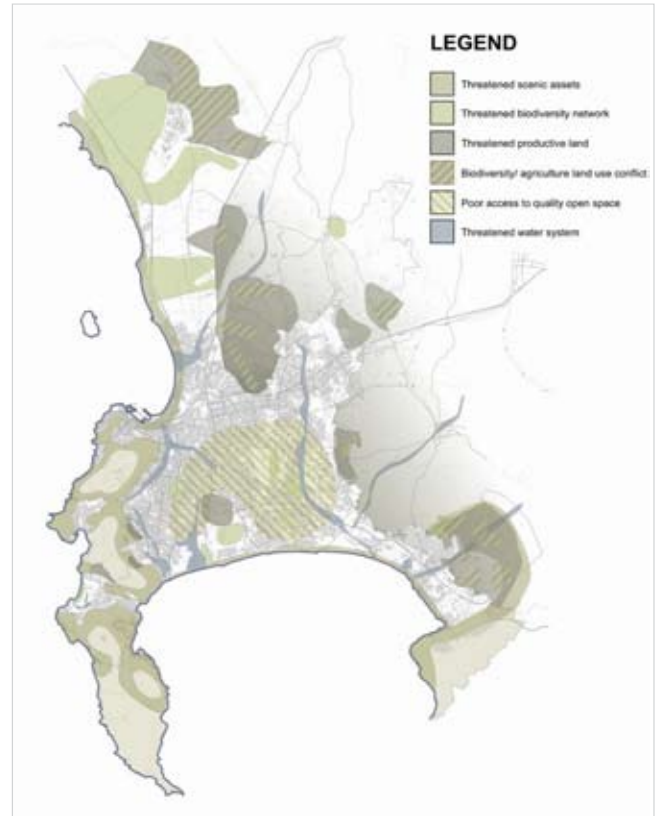 LEGEND
Threatened scenic assets
Threatened biodiversity network
Threatened productive land
Biodiversity/ agriculture land use conflict
Poor access to quality open space
Threatened water system